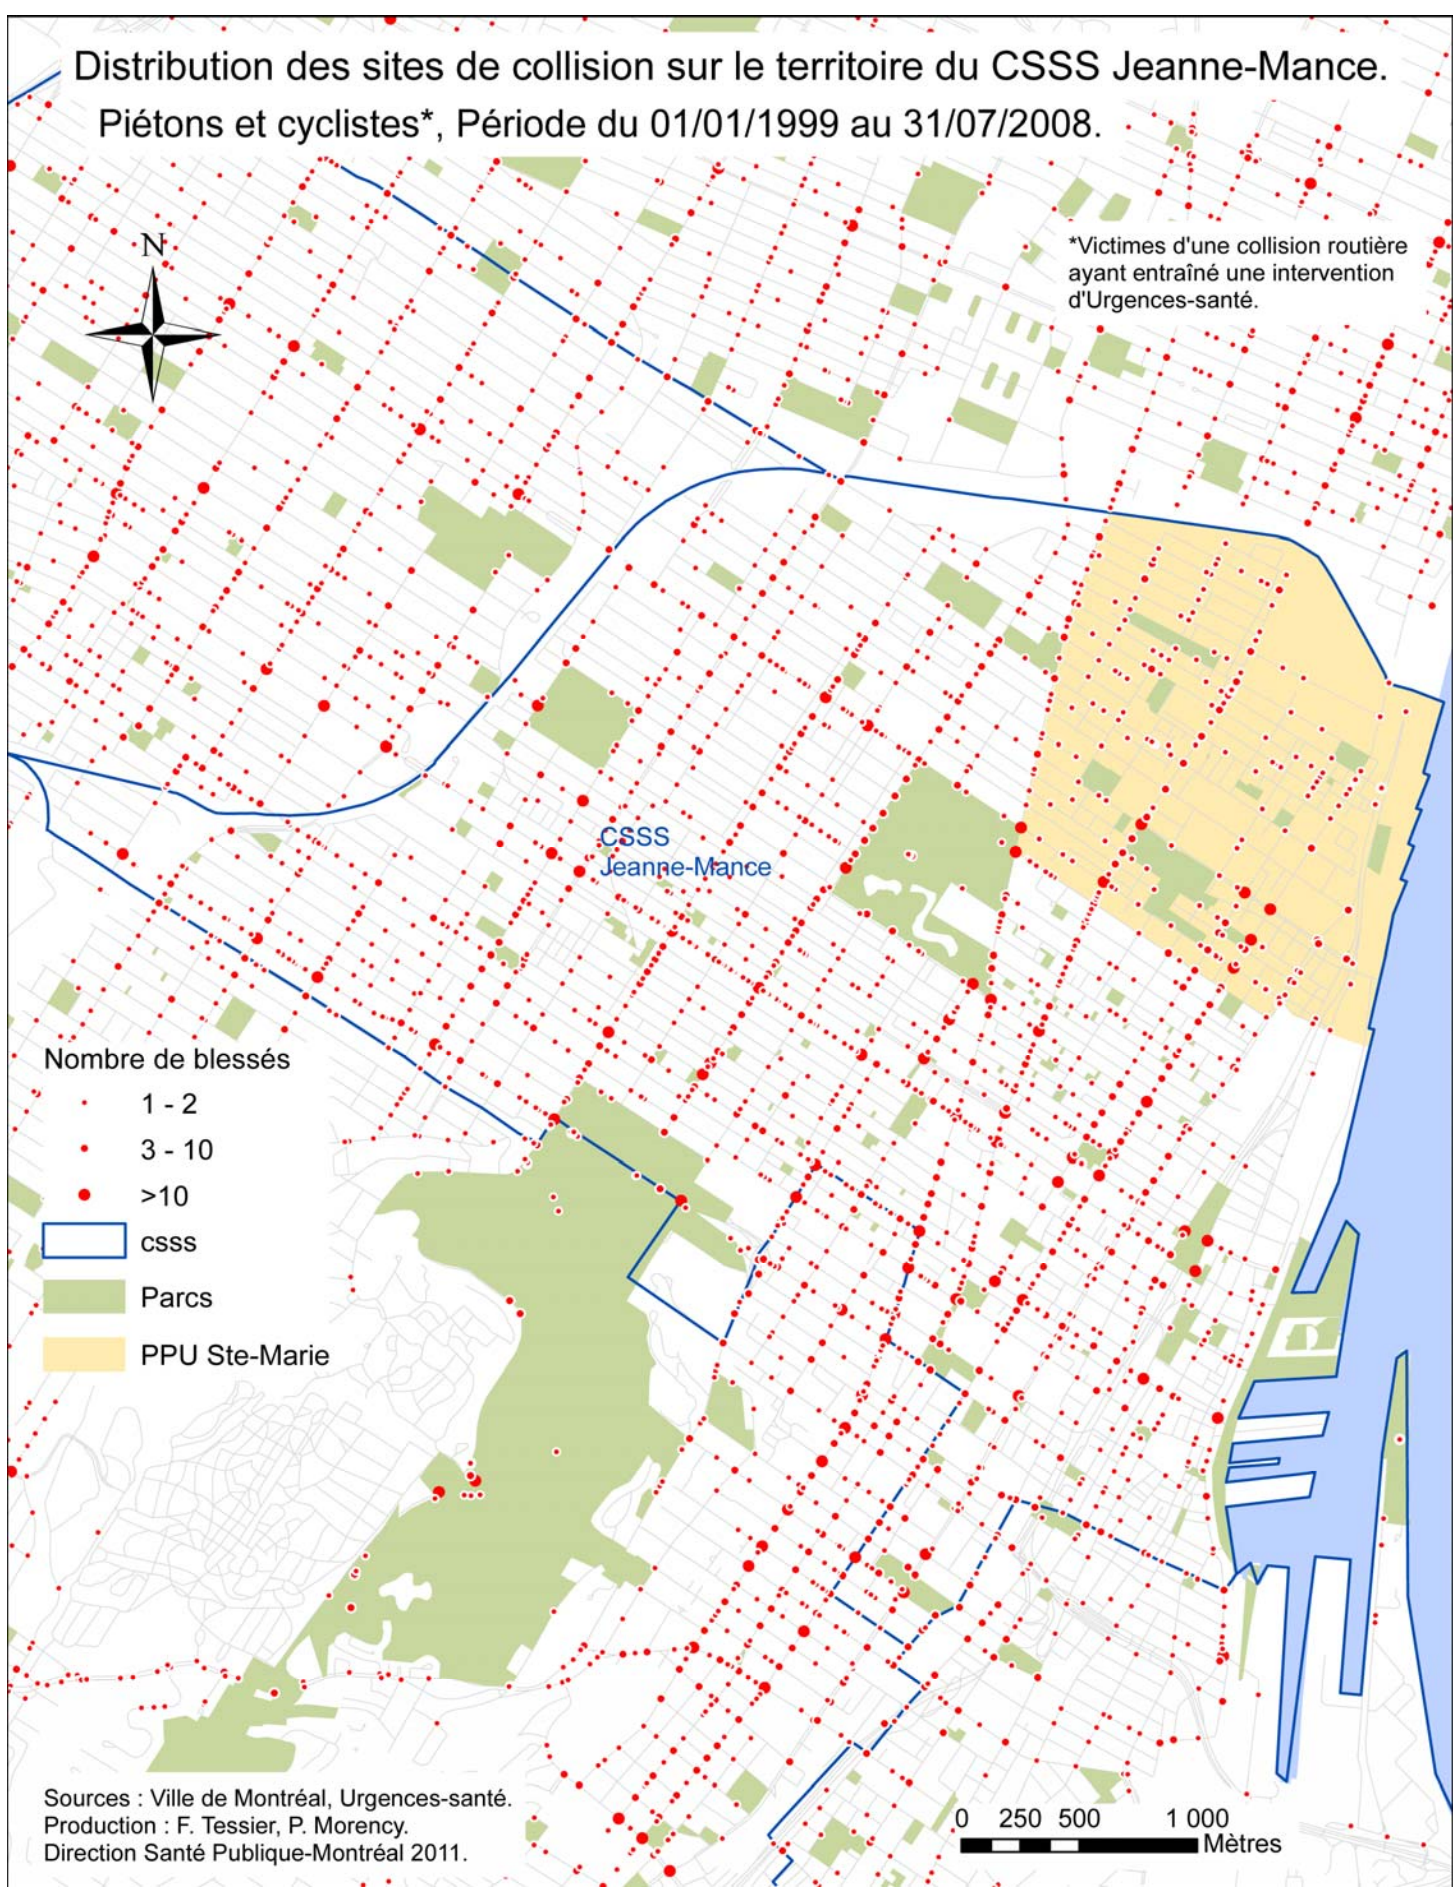 Distribution des sites de collision sur le territoire du CSSS Jeanne-Mance.
Piétons et cyclistes*, Période du 01/01/1999 au 31/07/2008.
*Victimes d'une collision routière
ayant entraîné une intervention
d'Urgences-santé.
N
CSSS
Jeanne-Mance
Nombre de blessés
1 - 2
3 - 10
>10
csss
Parcs
PPU Ste-Marie
Sources : Ville de Montréal, Urgences-santé.
Production : F. Tessier, P. Morency.
Direction Santé Publique-Montréal 2011.
0 250 500 1 000
Mètres